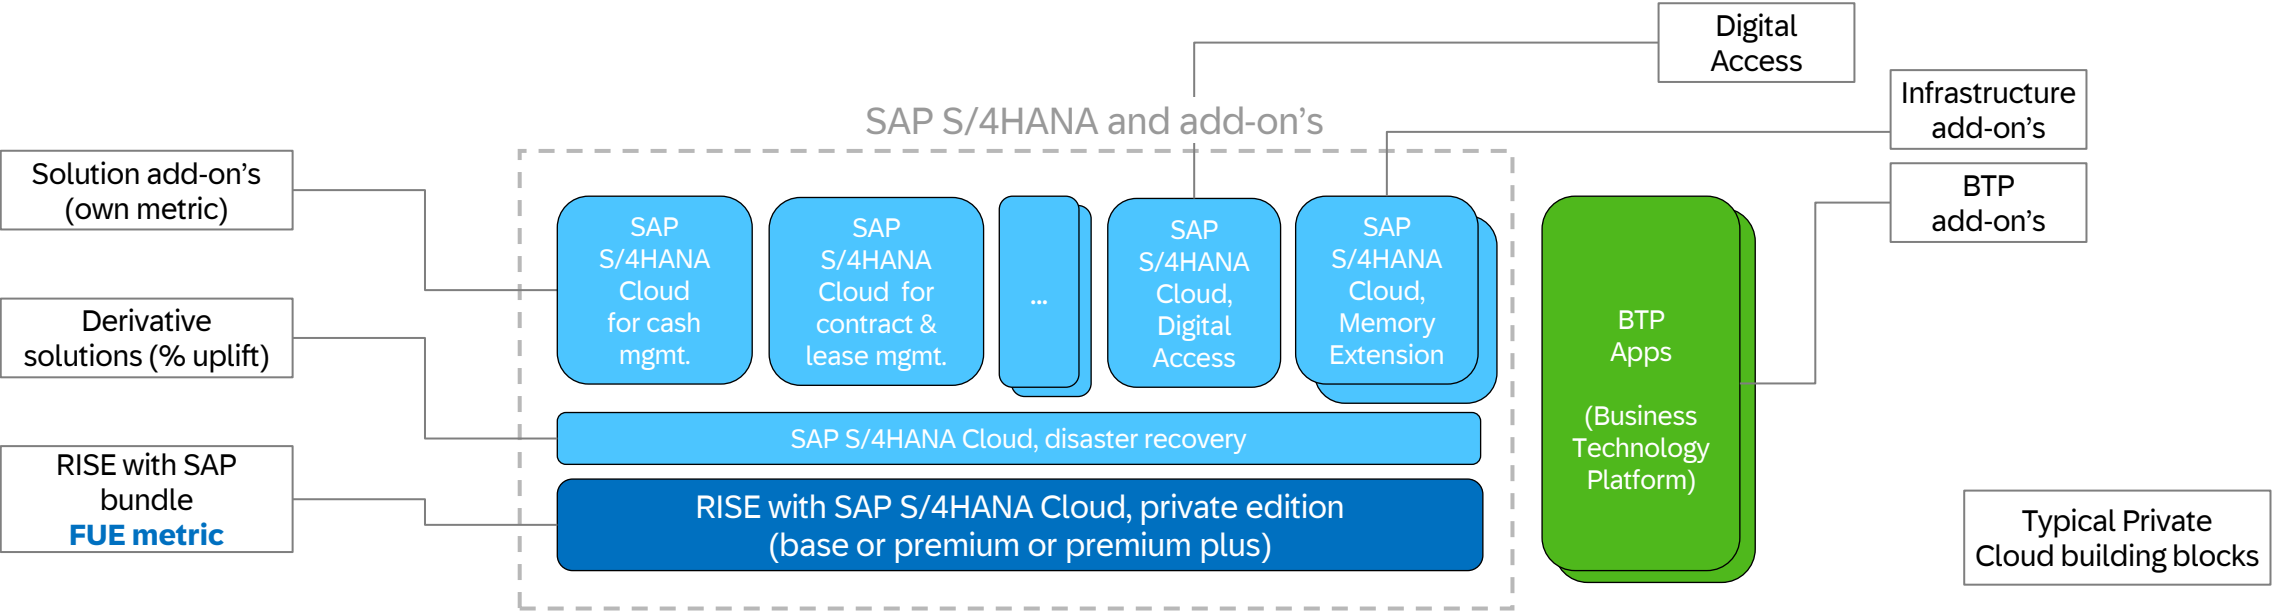 Digital
Access
Infrastructure
add-on's
SAP S/4HANA and add-on's
Solution add-on's
(own metric)
BTP
add-on's
SAP
S/4HANA
Cloud
for cash
mgmt.
SAP
S/4HANA
Cloud for
contract &
lease mgmt.
...
SAP
S/4HANA
Cloud,
Digital
Access
SAP
S/4HANA
Cloud,
Memory
Extension
BTP
Apps
(Business
Technology
Platform)
Derivative
solutions (% uplift)
SAP S/4HANA Cloud, disaster recovery
RISE with SAP
bundle
FUE metric
RISE with SAP S/4HANA Cloud, private edition
(base or premium or premium plus)
Typical Private
Cloud building blocks